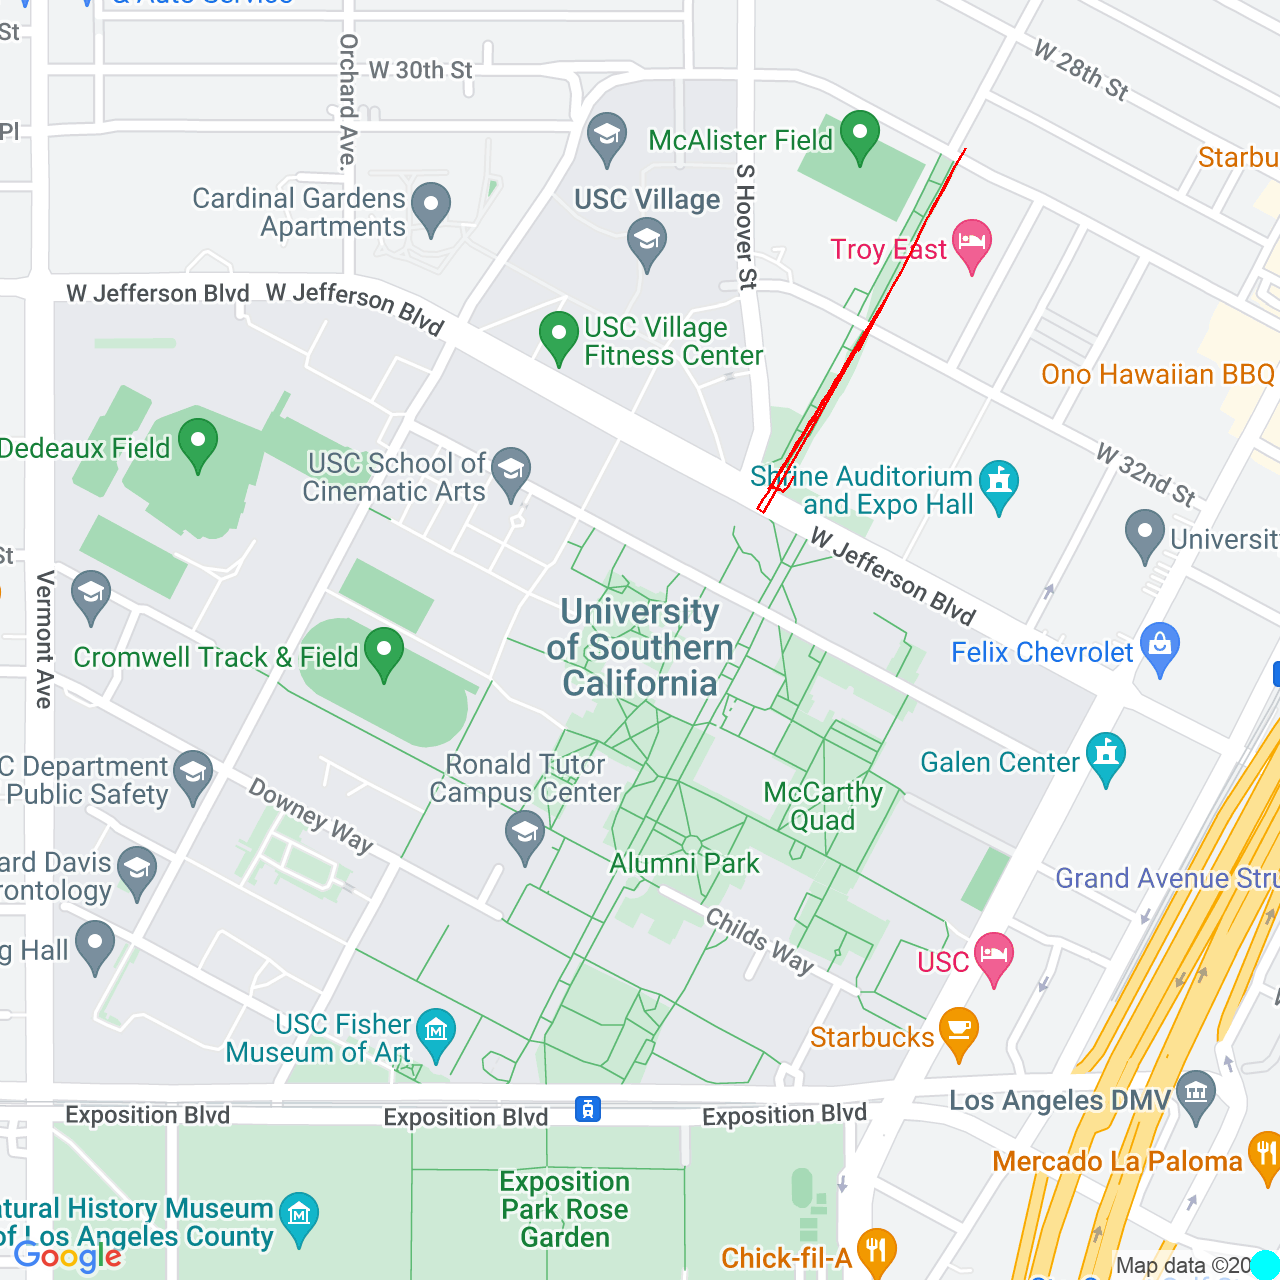 & Auto Service
St
W 30th St
Orchard Ave.
W 28th St
Pl
McAlister Field
Starbu
S Hoover St
Cardinal Gardens
Apartments
USC Village
Troy East
W Jefferson Blvd
W Jefferson Blvd
USC Village
Fitness Center
Ono Hawaiian BBQ
Dedeaux Field
USC School of
Cinematic Arts
Shrine Auditorium
and Expo Hall
W 32nd St
University
St
W Jefferson Blvd
Vermont Ave
University
of Southern
California
Cromwell Track & Field
Felix Chevrolet
C Department
Public Safety
Downey Way
Ronald Tutor
Campus Center
McCarthy
Quad
Galen Center
ard Davis
rontology
Alumni Park
Grand Avenue Stru
Childs Way
g Hall
USC
USC Fisher
Museum of Art
Starbucks
Exposition Blvd
Exposition Blvd
Exposition Blvd
Los Angeles DMV
Mercado La Paloma
Exposition
Park Rose
Garden
atural History Museum
of Los Angeles County
Google
Chick-fil-A
Map data ©20